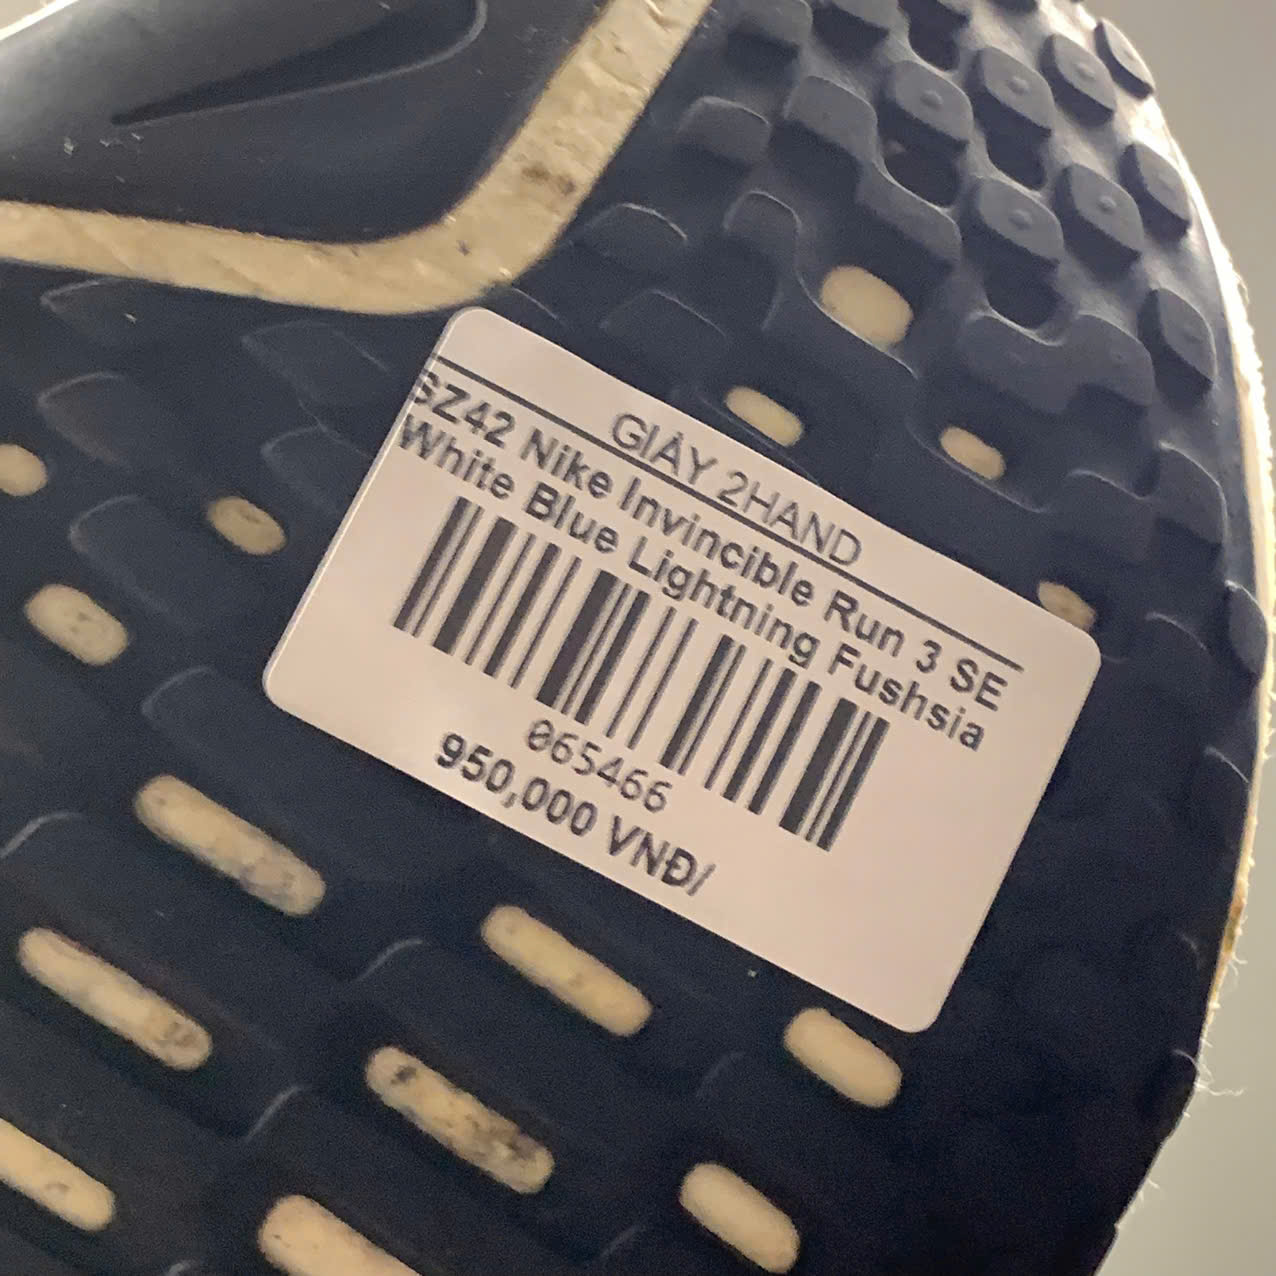 GIÀY 2HAND
SZ42 Nike Invincible Run 3 SE
White Blue Lightning Fushsia
065466
950,000 VNĐ/